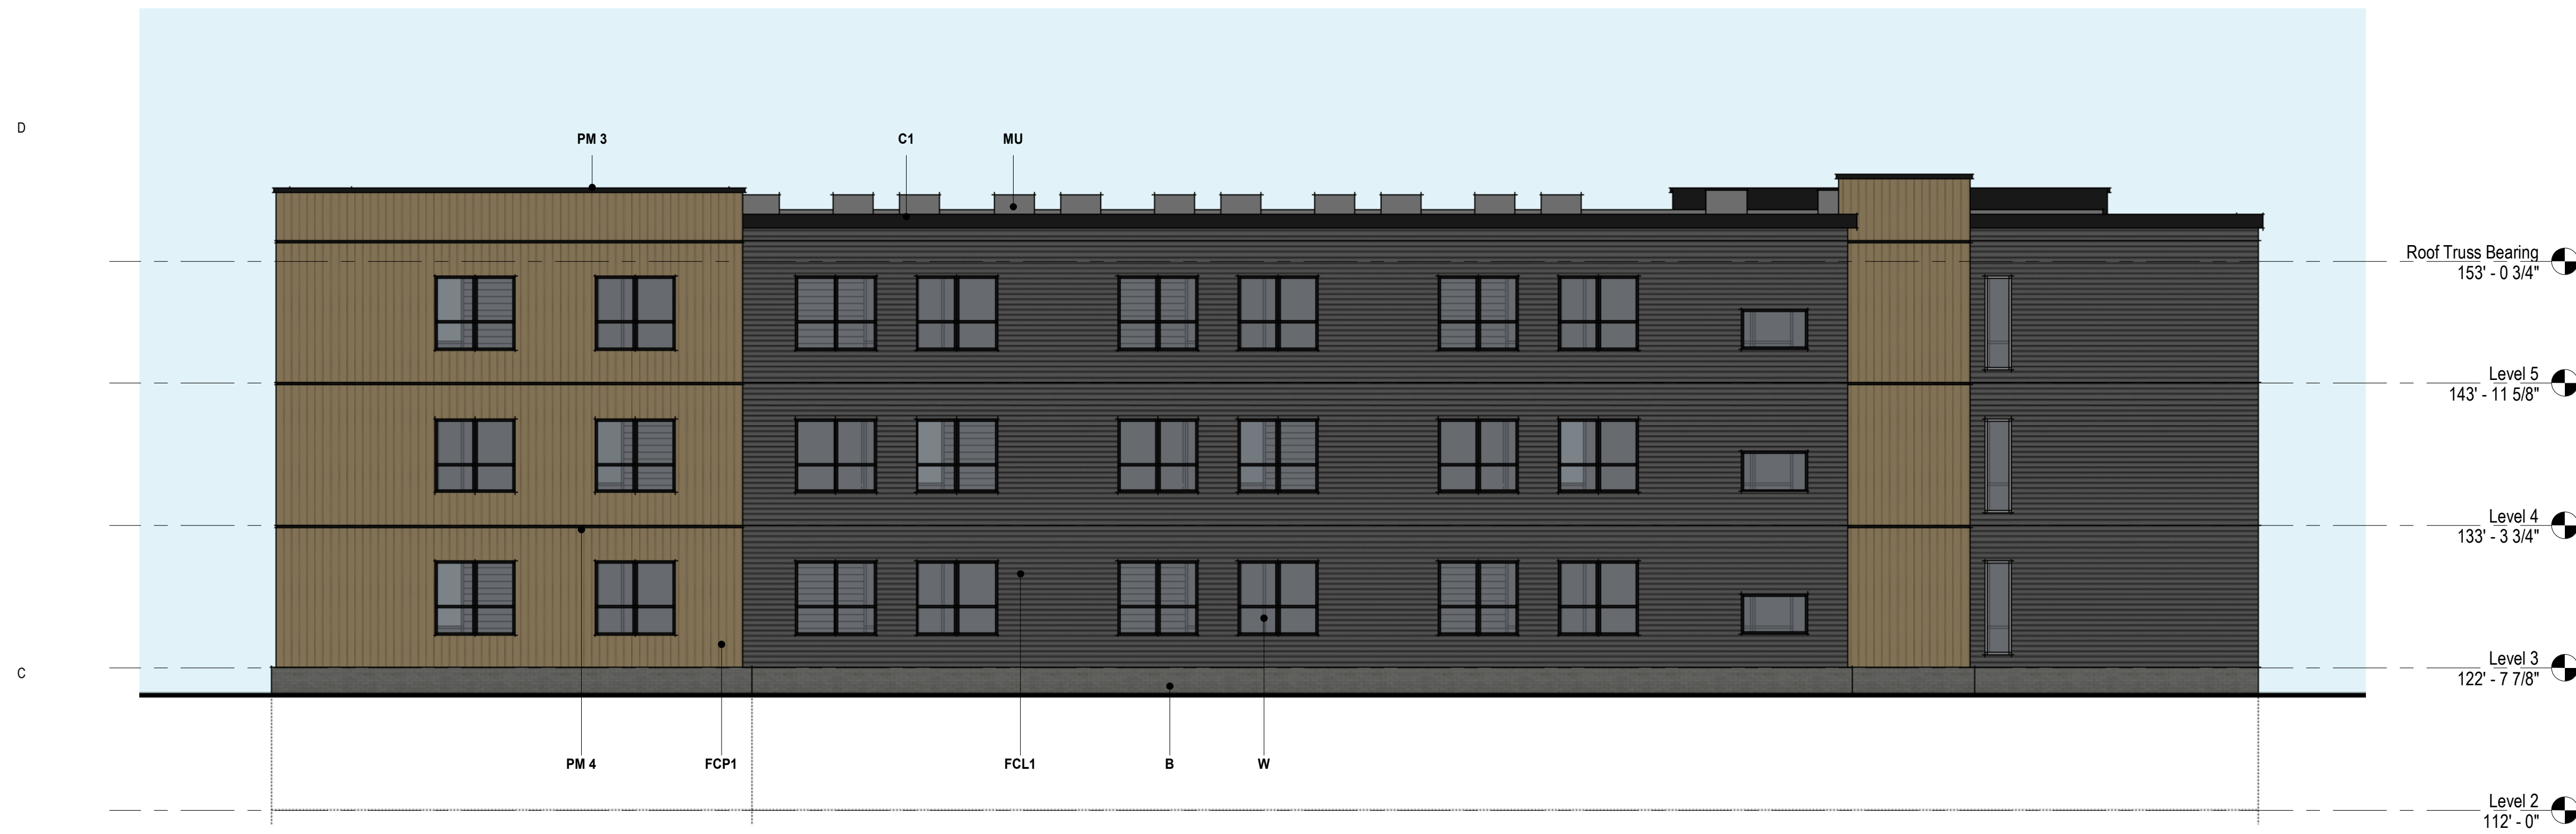 D
PM 3
C1
MU
Roof Truss Bearing
153' - 0 3/4"
Level 5
143' - 11 5/8"
Level 4
133' - 3 3/4"
Level 3
122' - 7 7/8"
C
PM 4
FCP1
FCL1
B
W
Level 2
112' - 0"